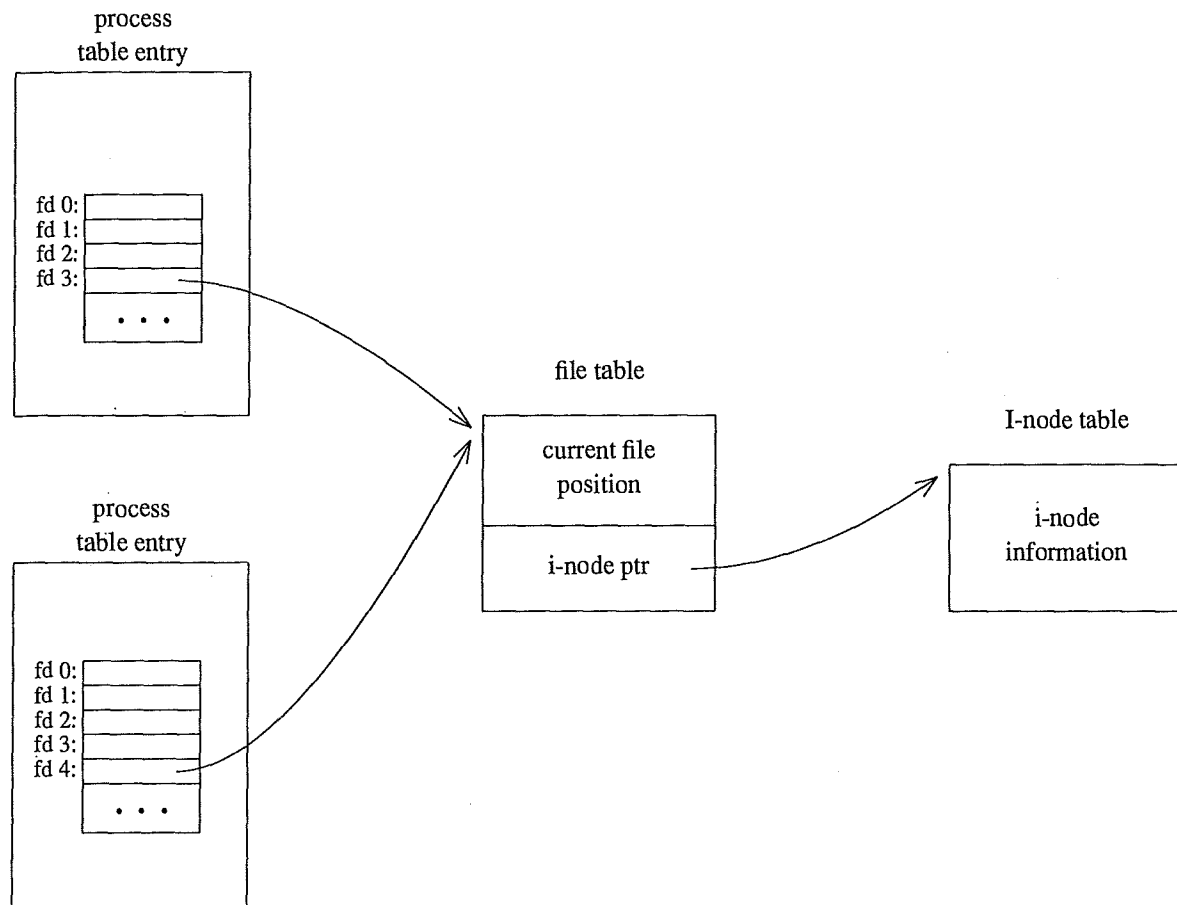 process
table entry
fd 0:
fd 1:
fd 2:
fd 3:
• • •
process
table entry
fd 0:
fd 1:
fd 2:
fd 3:
fd 4:
• • •
file table
current file
position
i-node ptr
I-node table
i-node
information